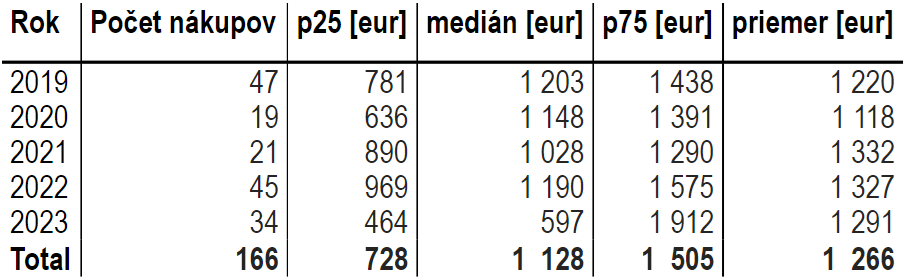 Rok Počet nákupov p25 [eur] medián [eur] p75 [eur] priemer [eur]
2019 47 781 1 203 1 438 1 220
2020 19 636 1 148 1 391 1 118
2021 21 890 1 028 1 290 1 332
2022 45 969 1 190 1 575 1 327
2023 34 464 597 1 912 1 291
Total 166 728 1 128 1 505 1 266